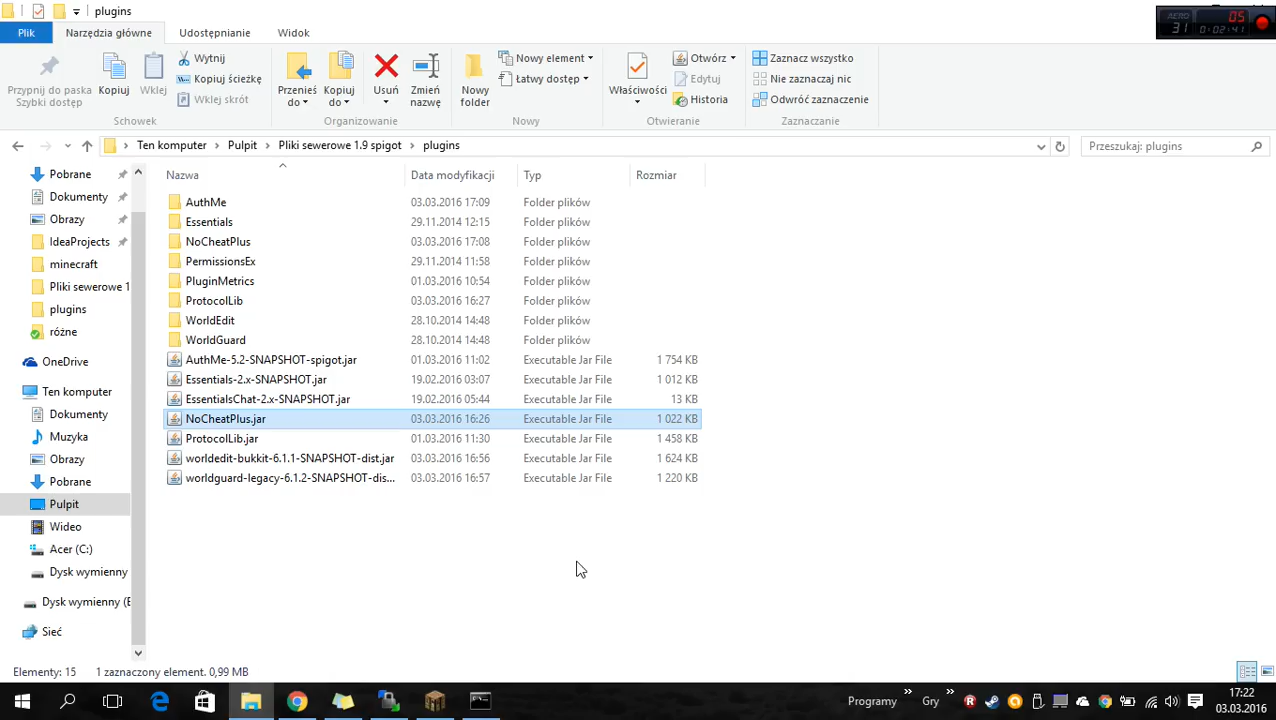 plugins
AERO 05
31 0:02:41
Plik Narzędzia główne Udostępnianie Widok
Przypnij do paska Szybki dostęp
Kopiuj
Wklej
Wytnij
Kopiuj ścieżkę
Wklej skrót
Schowek
Przenieś do
Kopiuj do
Usuń
Zmień nazwę
Organizowanie
Nowy folder
Nowy element
Łatwy dostęp
Nowy
Właściwości
Otwórz
Edytuj
Historia
Otwieranie
Zaznacz wszystko
Nie zaznaczaj nic
Odwróć zaznaczenie
Zaznaczanie
Ten komputer > Pulpit > Pliki sewerowe 1.9 spigot > plugins
Przeszukaj: plugins
Pobrane
Dokumenty
Obrazy
IdeaProjects
minecraft
Pliki sewerowe 1
plugins
różne
OneDrive
Ten komputer
Dokumenty
Muzyka
Obrazy
Pobrane
Pulpit
Wideo
Acer (C:)
Dysk wymienny
Dysk wymienny (E
Sieć
Nazwa Data modyfikacji Typ Rozmiar
AuthMe 03.03.2016 17:09 Folder plików
Essentials 29.11.2014 12:15 Folder plików
NoCheatPlus 03.03.2016 17:08 Folder plików
PermissionsEx 29.11.2014 11:58 Folder plików
PluginMetrics 01.03.2016 10:54 Folder plików
ProtocolLib 03.03.2016 16:27 Folder plików
WorldEdit 28.10.2014 14:48 Folder plików
WorldGuard 28.10.2014 14:48 Folder plików
AuthMe-5.2-SNAPSHOT-spigot.jar 01.03.2016 11:02 Executable Jar File 1 754 KB
Essentials-2.x-SNAPSHOT.jar 19.02.2016 03:07 Executable Jar File 1 012 KB
EssentialsChat-2.x-SNAPSHOT.jar 19.02.2016 05:44 Executable Jar File 13 KB
NoCheatPlus.jar 03.03.2016 16:26 Executable Jar File 1 022 KB
ProtocolLib.jar 01.03.2016 11:30 Executable Jar File 1 458 KB
worldedit-bukkit-6.1.1-SNAPSHOT-dist.jar 03.03.2016 16:56 Executable Jar File 1 624 KB
worldguard-legacy-6.1.2-SNAPSHOT-dis... 03.03.2016 16:57 Executable Jar File 1 220 KB
Elementy: 15 1 zaznaczony element. 0,99 MB
Programy » Gry » 17:22
03.03.2016